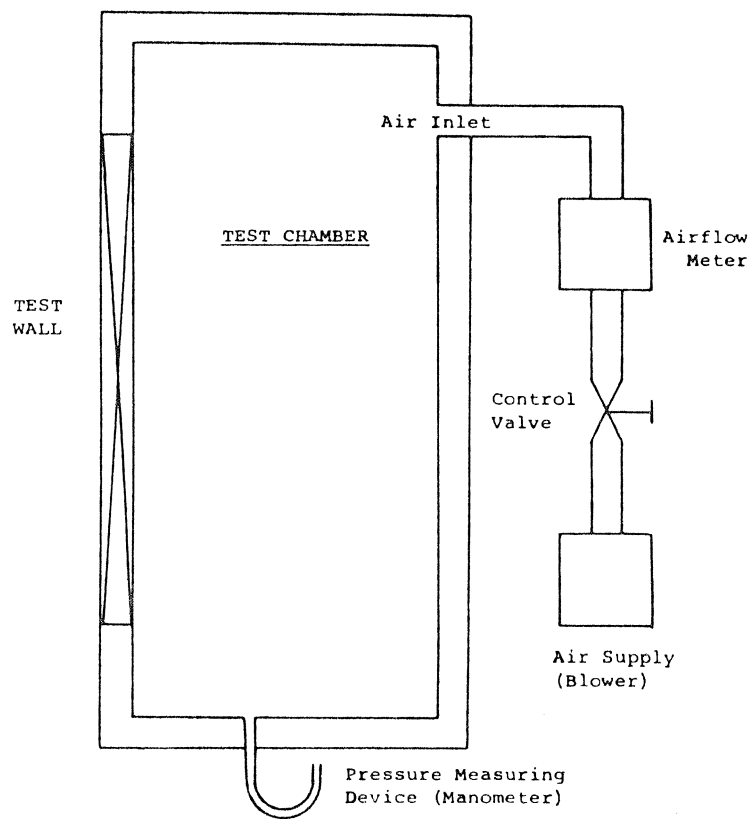 Air Inlet
TEST CHAMBER
Airflow
Meter
TEST
WALL
Control
Valve
Air Supply
(Blower)
Pressure Measuring
Device (Manometer)